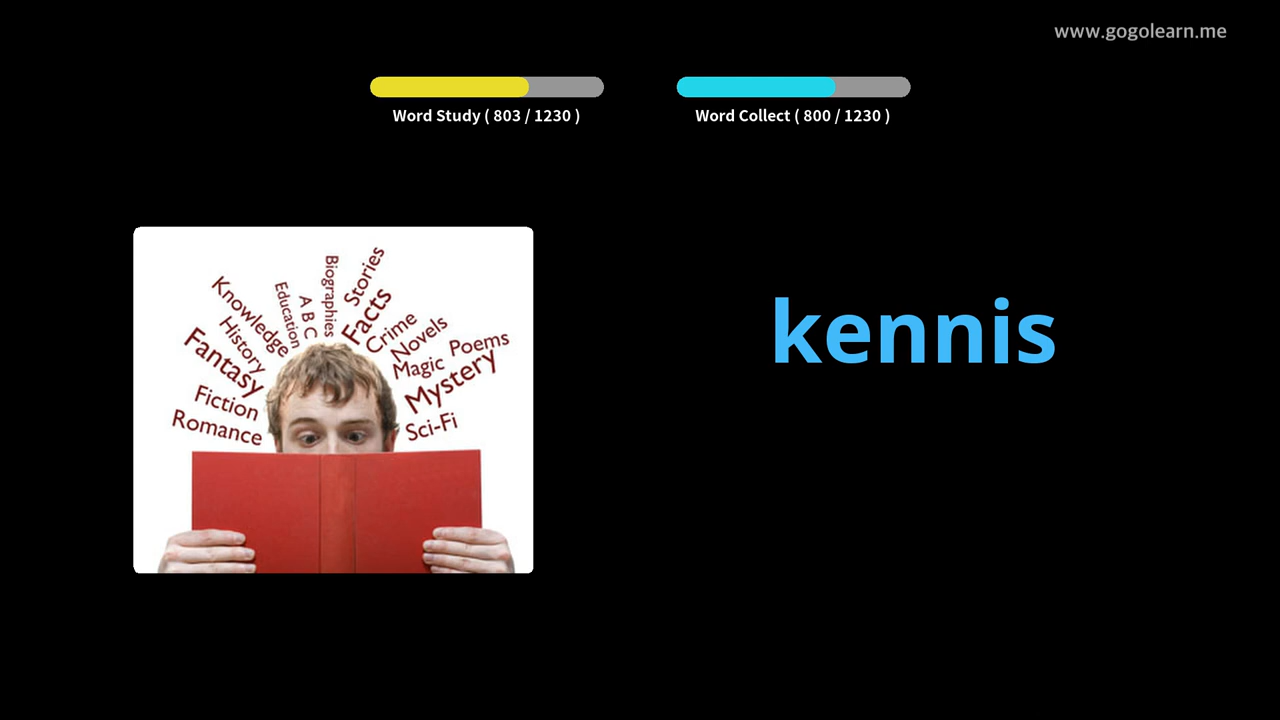 www.gogolearn.me
Word Study ( 803 / 1230 )
Word Collect ( 800 / 1230 )
Romance
Fiction
Fantasy
History
Knowledge
Education
A B C
Biographies
Stories
Facts
Crime
Novels
Magic
Poems
Mystery
Sci-Fi
kennis